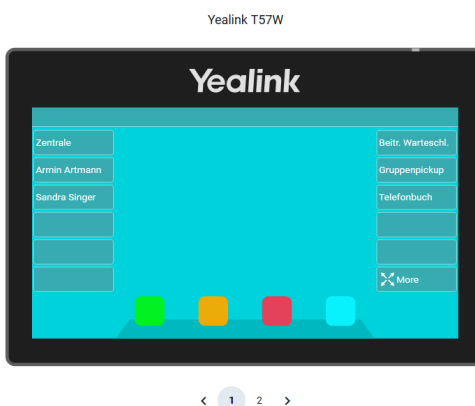 Yealink T57W
Yealink
Zentrale
Beitr. Warteschl.
Armin Artmann
Gruppenpickup
Sandra Singer
Telefonbuch
More
1 2